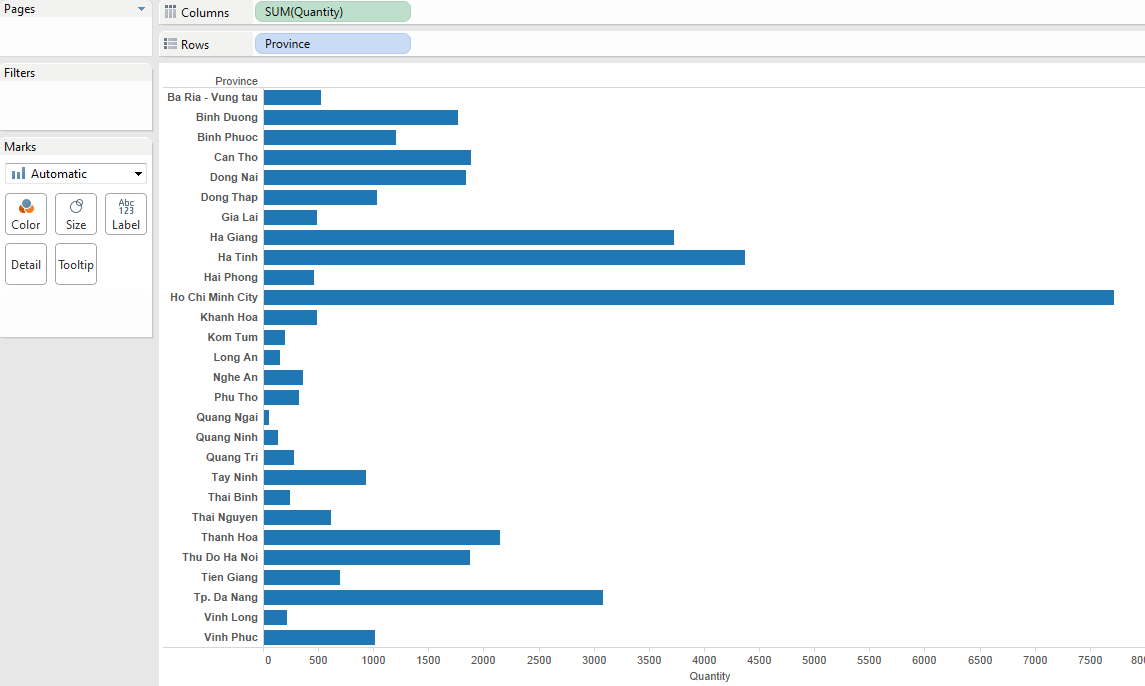 Pages
Columns
SUM(Quantity)
Rows
Province
Filters
Marks
Automatic
Color
Size
Abc
123
Label
Detail
Tooltip
Province
Ba Ria - Vung tau
Binh Duong
Binh Phuoc
Can Tho
Dong Nai
Dong Thap
Gia Lai
Ha Giang
Ha Tinh
Hai Phong
Ho Chi Minh City
Khanh Hoa
Kom Tum
Long An
Nghe An
Phu Tho
Quang Ngai
Quang Ninh
Quang Tri
Tay Ninh
Thai Binh
Thai Nguyen
Thanh Hoa
Thu Do Ha Noi
Tien Giang
Tp. Da Nang
Vinh Long
Vinh Phuc
0 500 1000 1500 2000 2500 3000 3500 4000 4500 5000 5500 6000 6500 7000 7500
Quantity